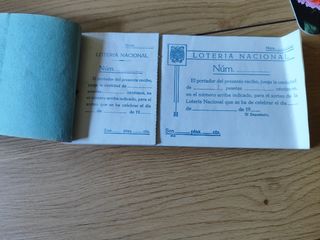 Núm.
LOTERIA NACIONAL
Núm.
El portador del presente recibo,
juega la cantidad de
pesetas
céntimos, en
el número arriba indicado, para el
sorteo de la Lotería Nacional que
se ha de celebrar el día
de
de 19
Son ptas. cts.
Núm.
LOTERIA NACIONAL
Núm.
El portador del presente recibo, juega la cantidad
de pesetas céntimos,
en el número arriba indicado, para el sorteo de la
Lotería Nacional que se ha de celebrar el día
de de 19
El Depositario,
Son ptas. cts.